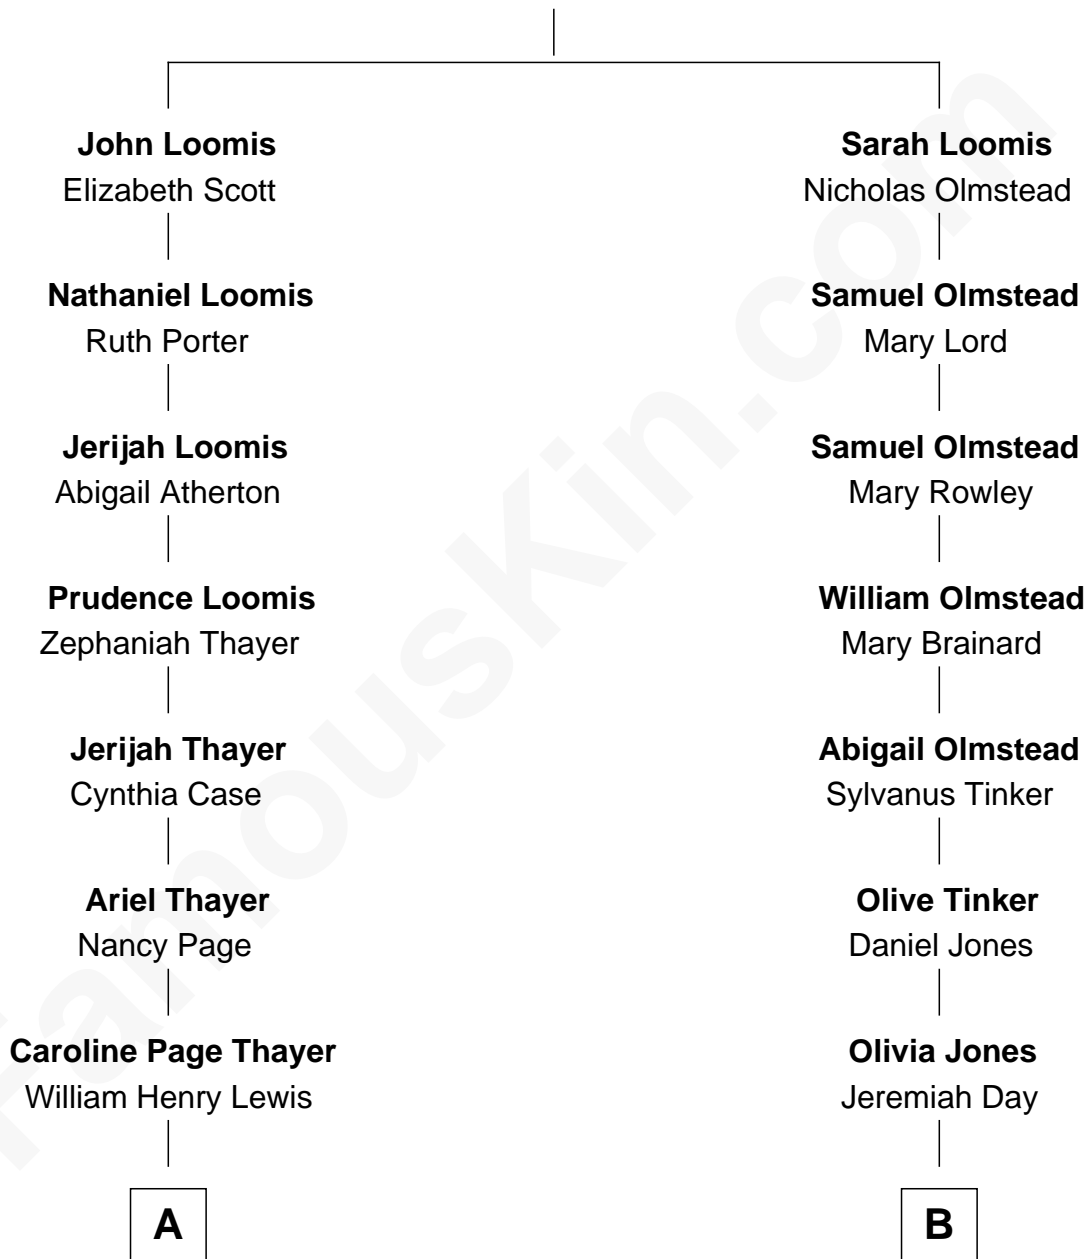 John Loomis
Elizabeth Scott
Nathaniel Loomis
Ruth Porter
Jerijah Loomis
Abigail Atherton
Prudence Loomis
Zephaniah Thayer
Jerijah Thayer
Cynthia Case
Ariel Thayer
Nancy Page
Caroline Page Thayer
William Henry Lewis
A
Sarah Loomis
Nicholas Olmstead
Samuel Olmstead
Mary Lord
Samuel Olmstead
Mary Rowley
William Olmstead
Mary Brainard
Abigail Olmstead
Sylvanus Tinker
Olive Tinker
Daniel Jones
Olivia Jones
Jeremiah Day
B
FamousKin.com